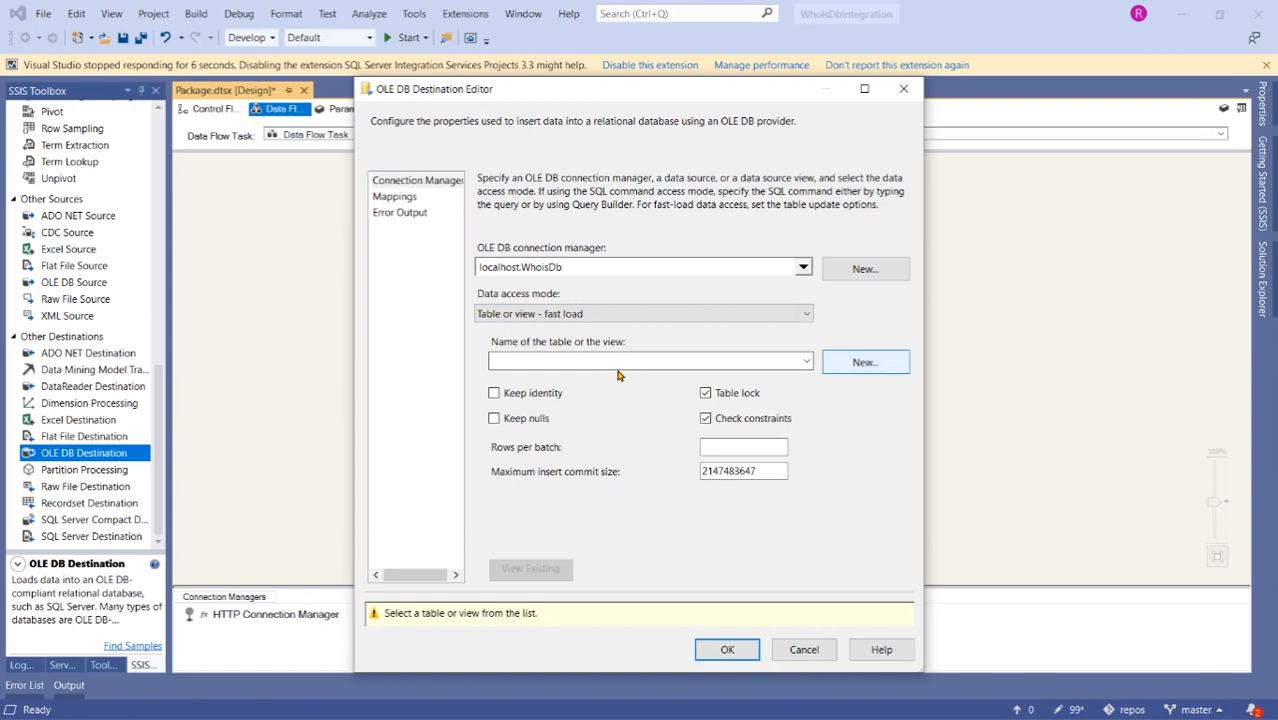 File Edit View Project Build Debug Format Test Analyze Tools Extensions Window Help Search (Ctrl+Q) WhoisDbIntegration R
Develop Default Start
Visual Studio stopped responding for 6 seconds. Disabling the extension SQL Server Integration Services Projects 3.3 might help. Disable this extension Manage performance Don't report this extension again
SSIS Toolbox
Pivot
Row Sampling
Term Extraction
Term Lookup
Unpivot
Other Sources
ADO NET Source
CDC Source
Excel Source
Flat File Source
OLE DB Source
Raw File Source
XML Source
Other Destinations
ADO NET Destination
Data Mining Model Tra...
DataReader Destination
Dimension Processing
Excel Destination
Flat File Destination
OLE DB Destination
Partition Processing
Raw File Destination
Recordset Destination
SQL Server Compact D...
SQL Server Destination
OLE DB Destination
Loads data into an OLE DB-
compliant relational database,
such as SQL Server. Many types of
databases are OLE DB-
Find Samples
Log... Serv... Tool... SSIS...
Error List Output
Ready
Package.dtsx [Design]*
Control Fl... Data Fl... Param
Data Flow Task: Data Flow Task
Connection Managers
fx HTTP Connection Manager
OLE DB Destination Editor
Configure the properties used to insert data into a relational database using an OLE DB provider.
Connection Manager
Mappings
Error Output
Specify an OLE DB connection manager, a data source, or a data source view, and select the data
access mode. If using the SQL command access mode, specify the SQL command either by typing
the query or by using Query Builder. For fast-load data access, set the table update options.
OLE DB connection manager:
localhost.WhoisDb New...
Data access mode:
Table or view - fast load
Name of the table or the view:
New...
Keep identity Table lock
Keep nulls Check constraints
Rows per batch:
Maximum insert commit size: 2147483647
View Existing
Select a table or view from the list.
OK Cancel Help
100%
Properties
Getting Started (SSIS)
Solution Explorer
0 99+ repos master 2